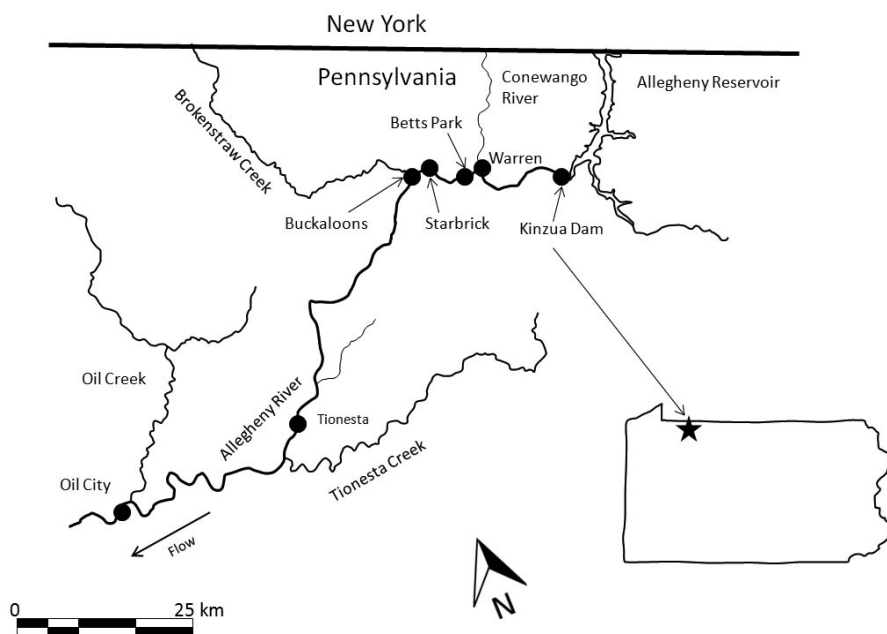 New York
Pennsylvania
Conewango
River
Allegheny Reservoir
Brokenstraw Creek
Betts Park
Warren
Buckaloons
Starbrick
Kinzua Dam
Oil Creek
Allegheny River
Tionesta
Tionesta Creek
Oil City
Flow
N
0
25 km